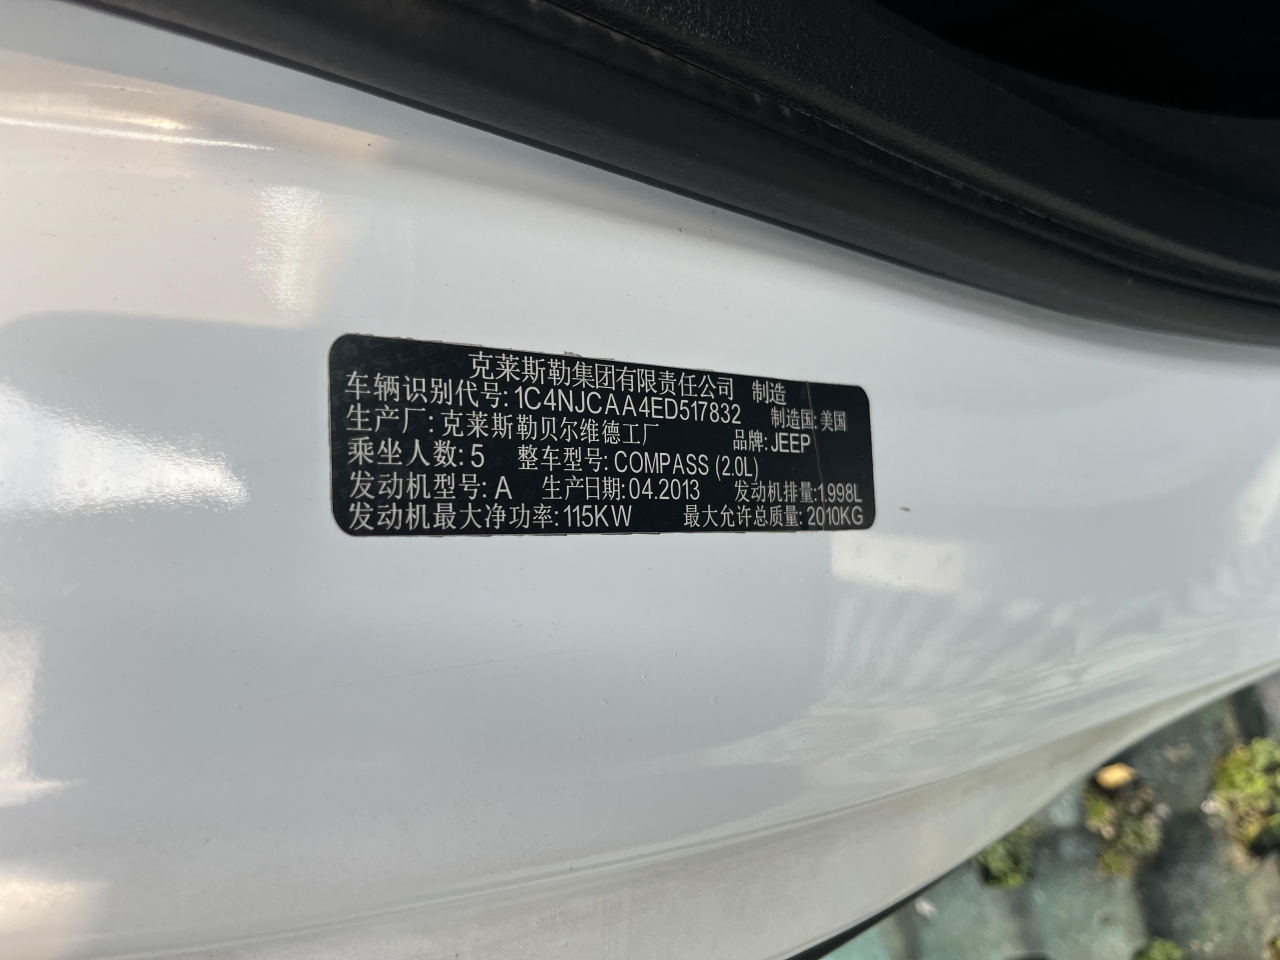 克莱斯勒集团有限责任公司 制造
车辆识别代号: 1C4NJCAA4ED517832 制造国: 美国
生产厂: 克莱斯勒贝尔维德工厂 品牌: JEEP
乘坐人数: 5 整车型号: COMPASS (2.0L)
发动机型号: A 生产日期: 04.2013 发动机排量: 1.998L
发动机最大净功率: 115KW 最大允许总质量: 2010KG